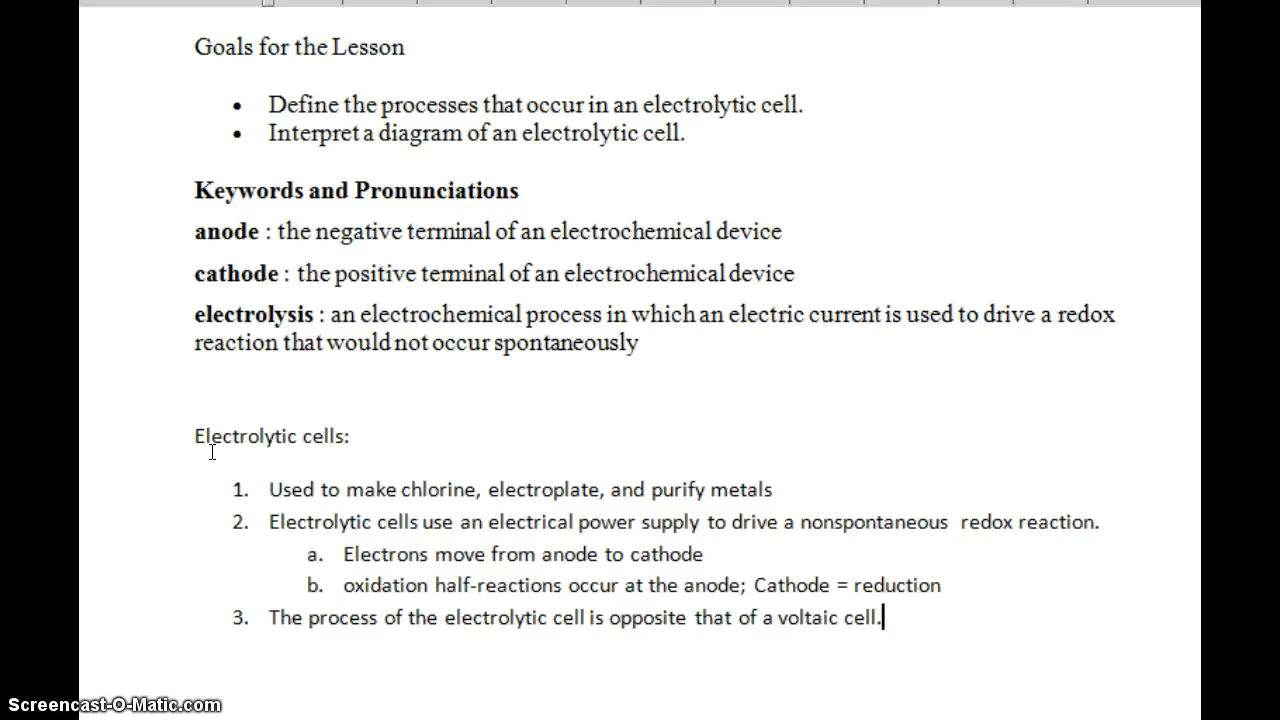 Goals for the Lesson
• Define the processes that occur in an electrolytic cell.
• Interpret a diagram of an electrolytic cell.
Keywords and Pronunciations
anode : the negative terminal of an electrochemical device
cathode : the positive terminal of an electrochemical device
electrolysis : an electrochemical process in which an electric current is used to drive a redox
reaction that would not occur spontaneously
Electrolytic cells:
1. Used to make chlorine, electroplate, and purify metals
2. Electrolytic cells use an electrical power supply to drive a nonspontaneous redox reaction.
a. Electrons move from anode to cathode
b. oxidation half-reactions occur at the anode; Cathode = reduction
3. The process of the electrolytic cell is opposite that of a voltaic cell.
Screencast-O-Matic.com